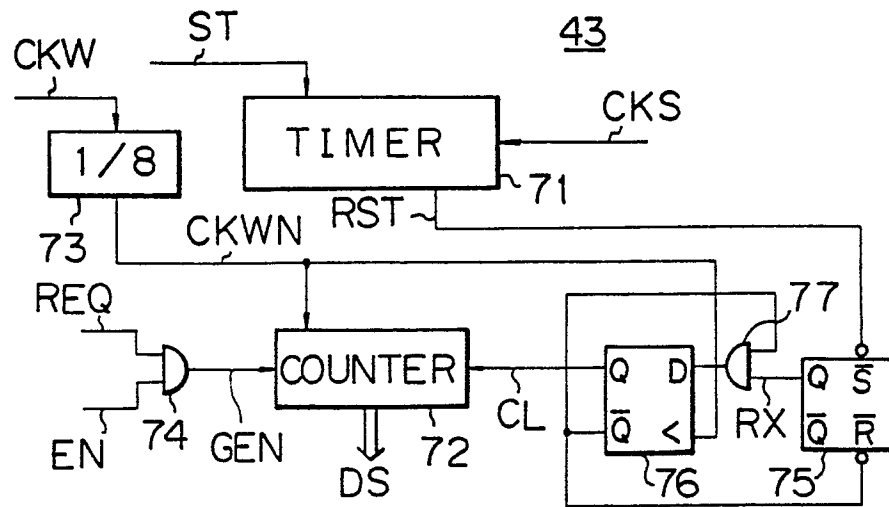 ST
43
CKW
CKS
TIMER
1/8
71
RST
73
CKWN
REQ
77
COUNTER
Q
D
Q
S̅
CL
RX
Q̅
<
Q̅
R̅
74
EN
GEN
72
76
75
DS